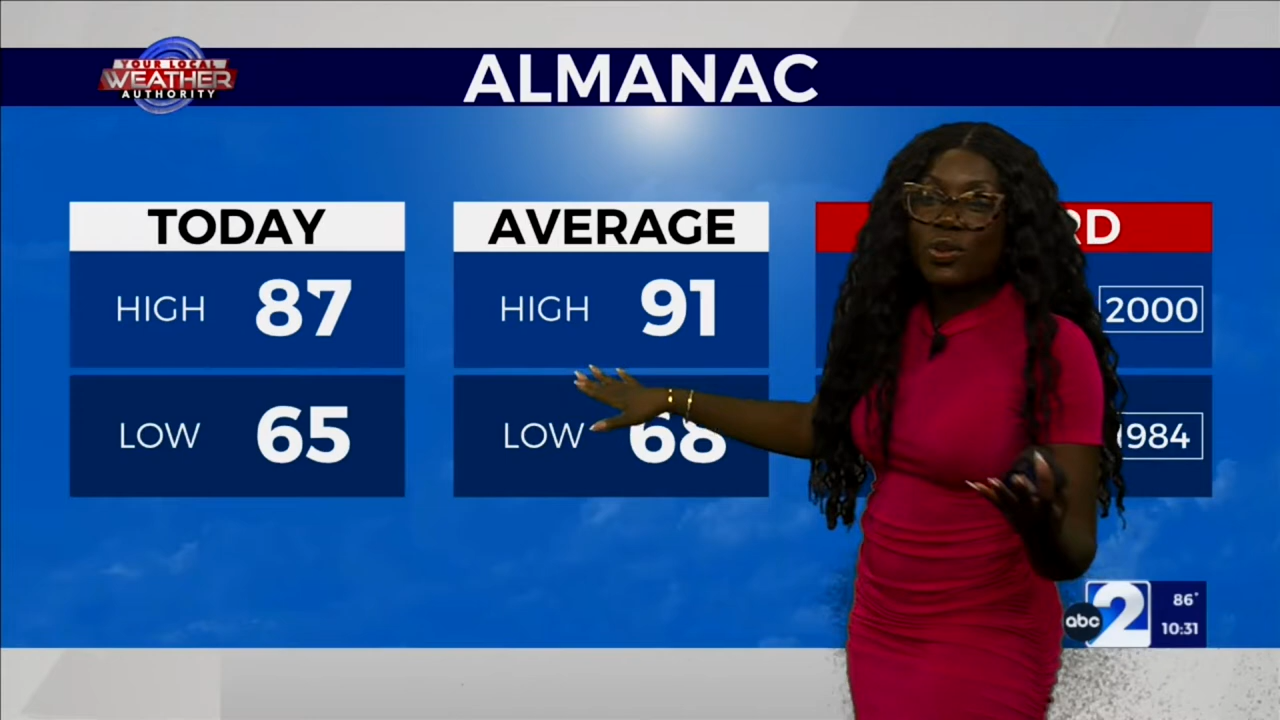 YOUR LOCAL
WEATHER
AUTHORITY
ALMANAC
TODAY
HIGH 87
LOW 65
AVERAGE
HIGH 91
LOW 68
RD
2000
984
abc 2
86°
10:31